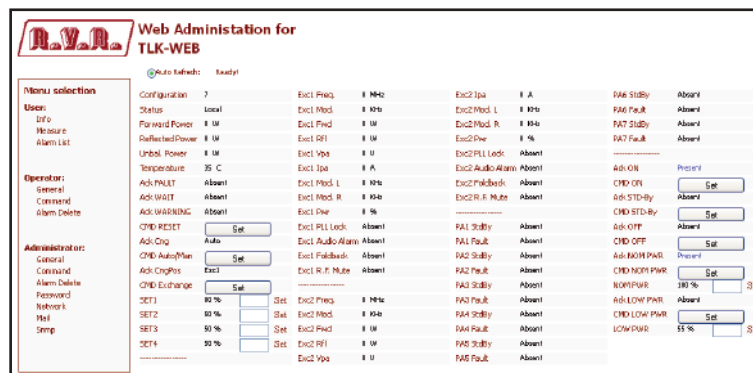 R.V.R.
Web Administation for
TLK-WEB
Auto Refresh: Ready!
Menu selection
User:
Info
Measure
Alarm List
Operator:
General
Command
Alarm Delete
Administrator:
General
Command
Alarm Delete
Password
Network
Mail
Snmp
Configuration 7
Status Local
Forward Power W
Reflected Power W
Unbal. Power W
Temperature 35 C
Ack FAULT Absent
Ack WAIT Absent
Ack WARNING Absent
CMD RESET Set
Ack Cng Auto
CMD Auto/Man Set
Ack CngPos Exc1
CMD Exchange Set
SET1 % Set
SET2 % Set
SET3 50 % Set
SET4 50 % Set
----------------
Exc1 Freq. MHz
Exc1 Mod. KHz
Exc1 Fwd W
Exc1 Rfl W
Exc1 Vpa V
Exc1 Ipa A
Exc1 Mod. L KHz
Exc1 Mod. R KHz
Exc1 Pwr %
Exc1 PLL Lock Absent
Exc1 Audio Alarm Absent
Exc1 Foldback Absent
Exc1 R.F. Mute Absent
----------------
Exc2 Freq. MHz
Exc2 Mod. KHz
Exc2 Fwd W
Exc2 Rfl W
Exc2 Vpa V
Exc2 Ipa A
Exc2 Mod. L KHz
Exc2 Mod. R KHz
Exc2 Pwr %
Exc2 PLL Lock Absent
Exc2 Audio Alarm Absent
Exc2 Foldback Absent
Exc2 R.F. Mute Absent
----------------
PA1 StdBy Absent
PA1 Fault Absent
PA2 StdBy Absent
PA2 Fault Absent
PA3 StdBy Absent
PA3 Fault Absent
PA4 StdBy Absent
PA4 Fault Absent
PA5 StdBy Absent
PA5 Fault Absent
PA6 StdBy Absent
PA6 Fault Absent
PA7 StdBy Absent
PA7 Fault Absent
----------------
Ack ON Present
CMD ON Set
Ack STD-By Absent
CMD STD-By Set
Ack OFF Absent
CMD OFF Set
Ack NOM PWR Present
CMD NOM PWR Set
NOM PWR 100 % S
Ack LOW PWR Absent
CMD LOW PWR Set
LOW PWR 55 % S